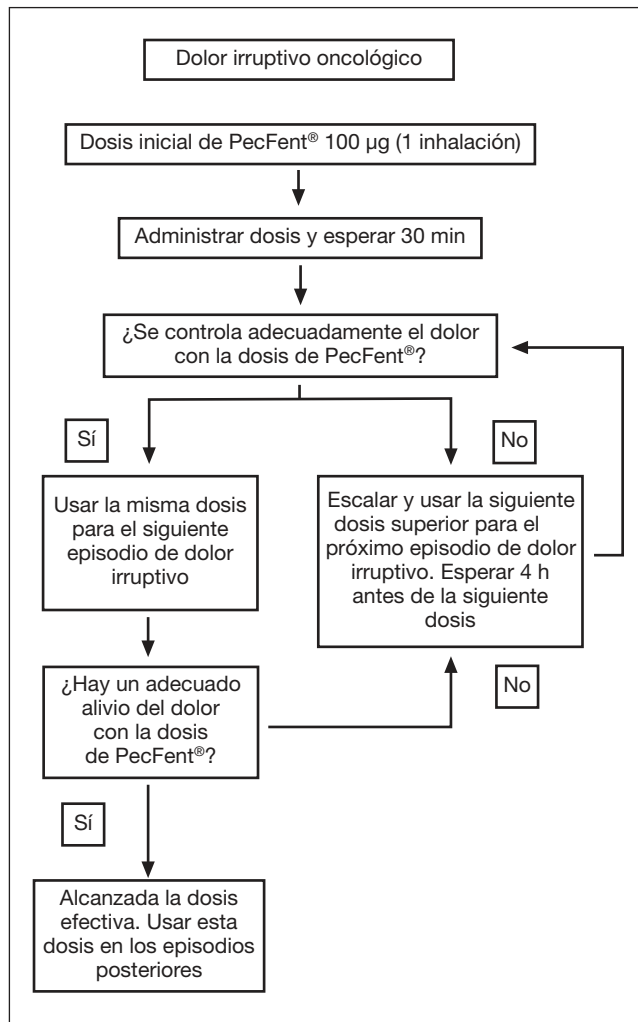 Dolor irruptivo oncológico
Dosis inicial de PecFent® 100 µg (1 inhalación)
Administrar dosis y esperar 30 min
¿Se controla adecuadamente el dolor
con la dosis de PecFent®?
Sí
No
Usar la misma dosis
para el siguiente
episodio de dolor
irruptivo
Escalar y usar la siguiente
dosis superior para el
próximo episodio de dolor
irruptivo. Esperar 4 h
antes de la siguiente
dosis
¿Hay un adecuado
alivio del dolor
con la dosis
de PecFent®?
No
Sí
Alcanzada la dosis
efectiva. Usar esta
dosis en los episodios
posteriores